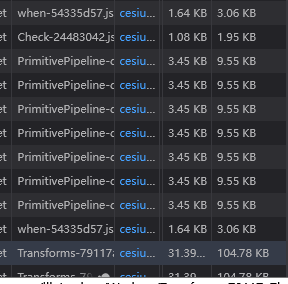 et when-54335d57.js cesiu... 1.64 KB 3.06 KB
et Check-24483042.js cesiu... 1.08 KB 1.95 KB
et PrimitivePipeline-c cesiu... 3.45 KB 9.55 KB
et PrimitivePipeline-c cesiu... 3.45 KB 9.55 KB
et PrimitivePipeline-c cesiu... 3.45 KB 9.55 KB
et PrimitivePipeline-c cesiu... 3.45 KB 9.55 KB
et PrimitivePipeline-c cesiu... 3.45 KB 9.55 KB
et PrimitivePipeline-c cesiu... 3.45 KB 9.55 KB
et PrimitivePipeline-c cesiu... 3.45 KB 9.55 KB
et when-54335d57.js cesiu... 1.64 KB 3.06 KB
et Transforms-79117 cesiu... 31.39... 104.78 KB
et Transforms-79 cesiu... 31.39 104.78 KB